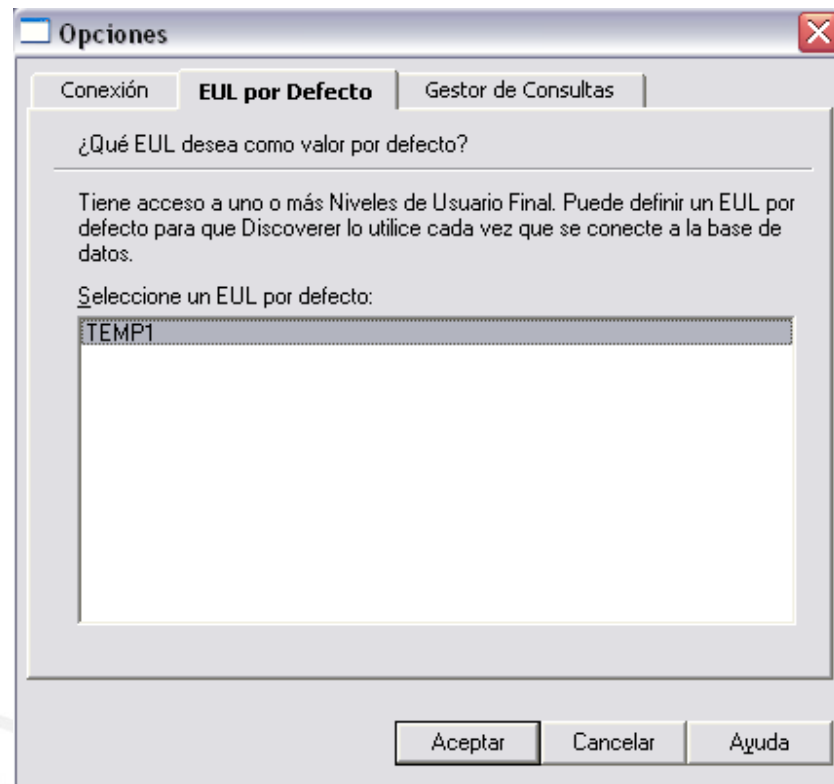 Opciones
Conexión EUL por Defecto Gestor de Consultas
¿Qué EUL desea como valor por defecto?
Tiene acceso a uno o más Niveles de Usuario Final. Puede definir un EUL por
defecto para que Discoverer lo utilice cada vez que se conecte a la base de
datos.
Seleccione un EUL por defecto:
TEMP1
Aceptar Cancelar Ayuda